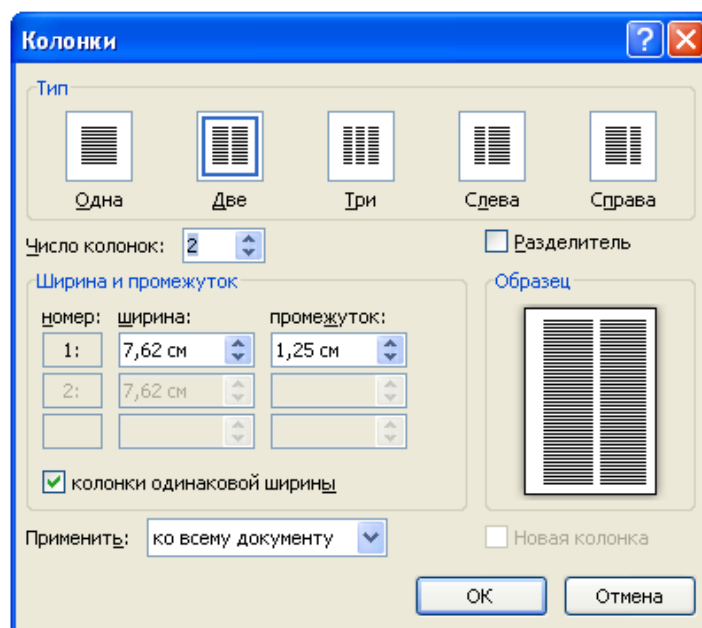 Колонки
Тип
Одна Две Три Слева Справа
Число колонок: 2 Разделитель
Ширина и промежуток Образец
номер: ширина: промежуток:
1: 7,62 см 1,25 см
2: 7,62 см
колонки одинаковой ширины
Применить: ко всему документу Новая колонка
ОК Отмена